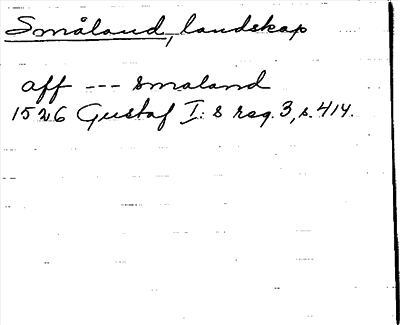 Småland, landskap
aff --- Smaland
1526 Gustaf I:s reg. 3, s. 414.